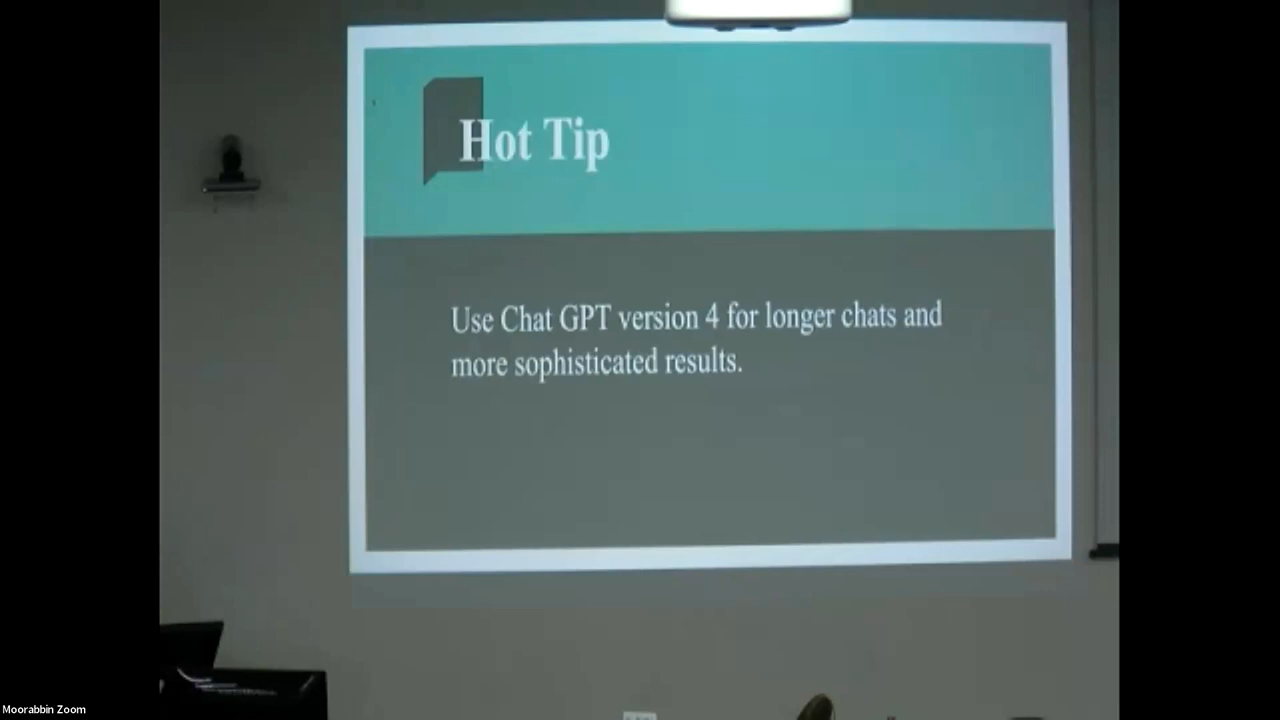 Hot Tip
Use Chat GPT version 4 for longer chats and
more sophisticated results.
Moorabbin Zoom